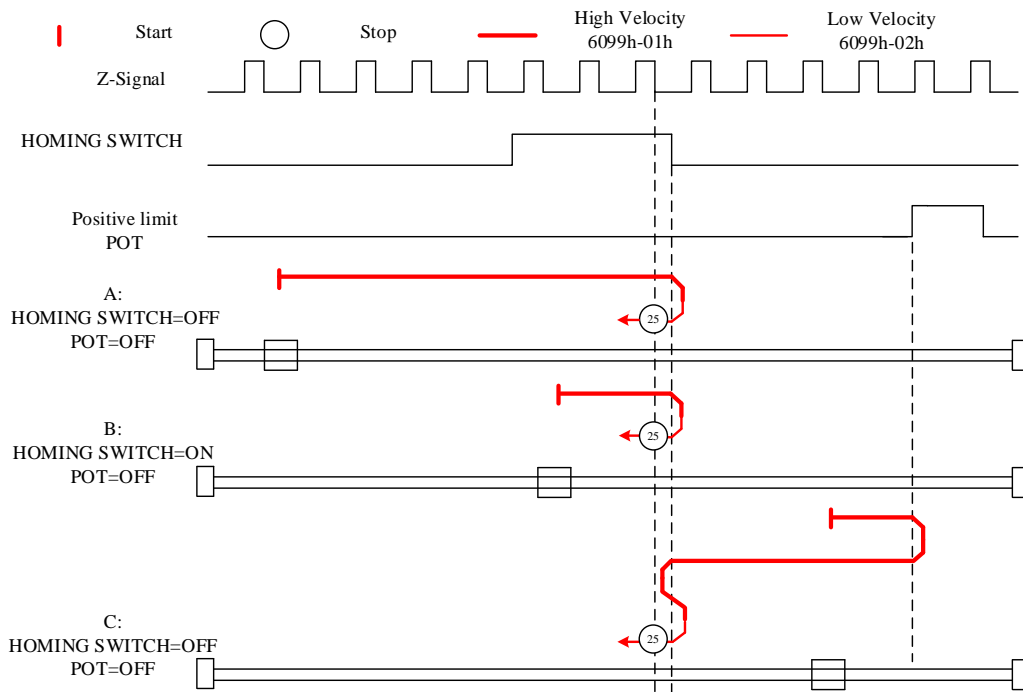 Start
Stop
High Velocity
6099h-01h
Low Velocity
6099h-02h
Z-Signal
HOMING SWITCH
Positive limit
POT
A:
HOMING SWITCH=OFF
POT=OFF
25
B:
HOMING SWITCH=ON
POT=OFF
25
C:
HOMING SWITCH=OFF
POT=OFF
25